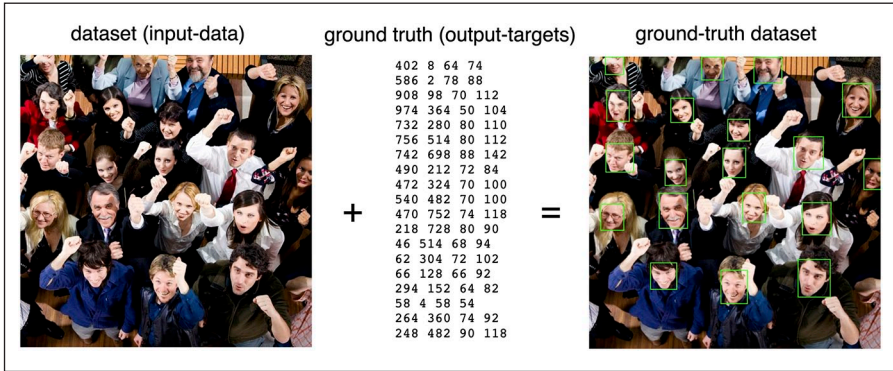 dataset (input-data)
ground truth (output-targets)
ground-truth dataset
402 8 64 74
586 2 78 88
908 98 70 112
974 364 50 104
732 280 80 110
756 514 80 112
742 698 88 142
490 212 72 84
472 324 70 100
540 482 70 100
470 752 74 118
218 728 80 90
46 514 68 94
62 304 72 102
66 128 66 92
294 152 64 82
58 4 58 54
264 360 74 92
248 482 90 118
+
=